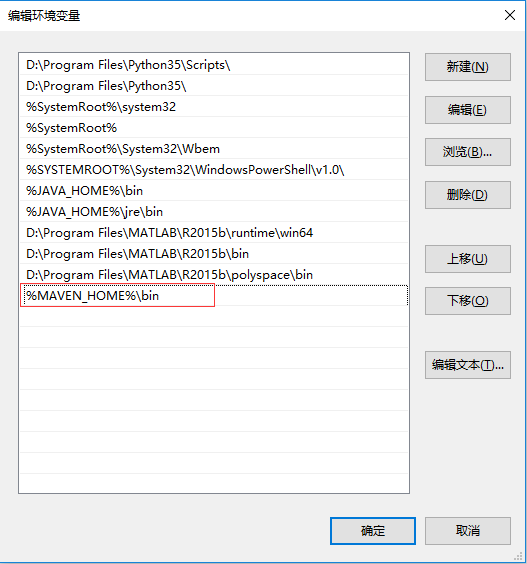 编辑环境变量
D:\Program Files\Python35\Scripts\
D:\Program Files\Python35\
%SystemRoot%\system32
%SystemRoot%
%SystemRoot%\System32\Wbem
%SYSTEMROOT%\System32\WindowsPowerShell\v1.0\
%JAVA_HOME%\bin
%JAVA_HOME%\jre\bin
D:\Program Files\MATLAB\R2015b\runtime\win64
D:\Program Files\MATLAB\R2015b\bin
D:\Program Files\MATLAB\R2015b\polyspace\bin
%MAVEN_HOME%\bin
新建(N)
编辑(E)
浏览(B)...
删除(D)
上移(U)
下移(O)
编辑文本(T)...
确定
取消